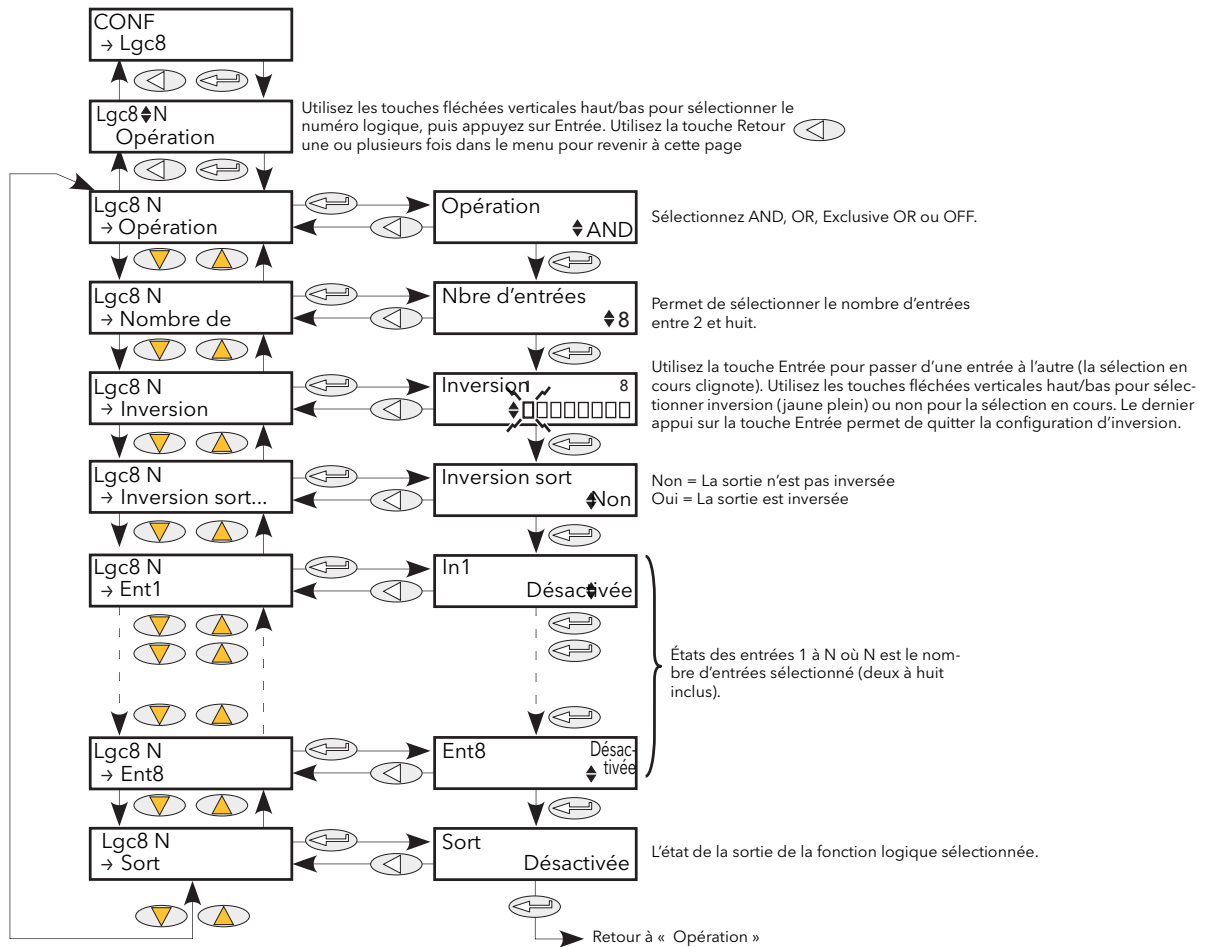 CONF
→ Lgc8
Lgc8 N
Opération
Utilisez les touches fléchées verticales haut/bas pour sélectionner le
numéro logique, puis appuyez sur Entrée. Utilisez la touche Retour
une ou plusieurs fois dans le menu pour revenir à cette page
Lgc8 N
→ Opération
Opération
AND
Sélectionnez AND, OR, Exclusive OR ou OFF.
Lgc8 N
→ Nombre de
Nbre d'entrées
8
Permet de sélectionner le nombre d'entrées
entre 2 et huit.
Lgc8 N
→ Inversion
Inversion
1 8
Utilisez la touche Entrée pour passer d'une entrée à l'autre (la sélection en
cours clignote). Utilisez les touches fléchées verticales haut/bas pour sélec-
tionner inversion (jaune plein) ou non pour la sélection en cours. Le dernier
appui sur la touche Entrée permet de quitter la configuration d'inversion.
Lgc8 N
→ Inversion sort...
Inversion sort
Non
Non = La sortie n'est pas inversée
Oui = La sortie est inversée
Lgc8 N
→ Ent1
In1
Désactivée
États des entrées 1 à N où N est le nom-
bre d'entrées sélectionné (deux à huit
inclus).
Lgc8 N
→ Ent8
Ent8
Désac-
tivée
Lgc8 N
→ Sort
Sort
Désactivée
L'état de la sortie de la fonction logique sélectionnée.
Retour à « Opération »